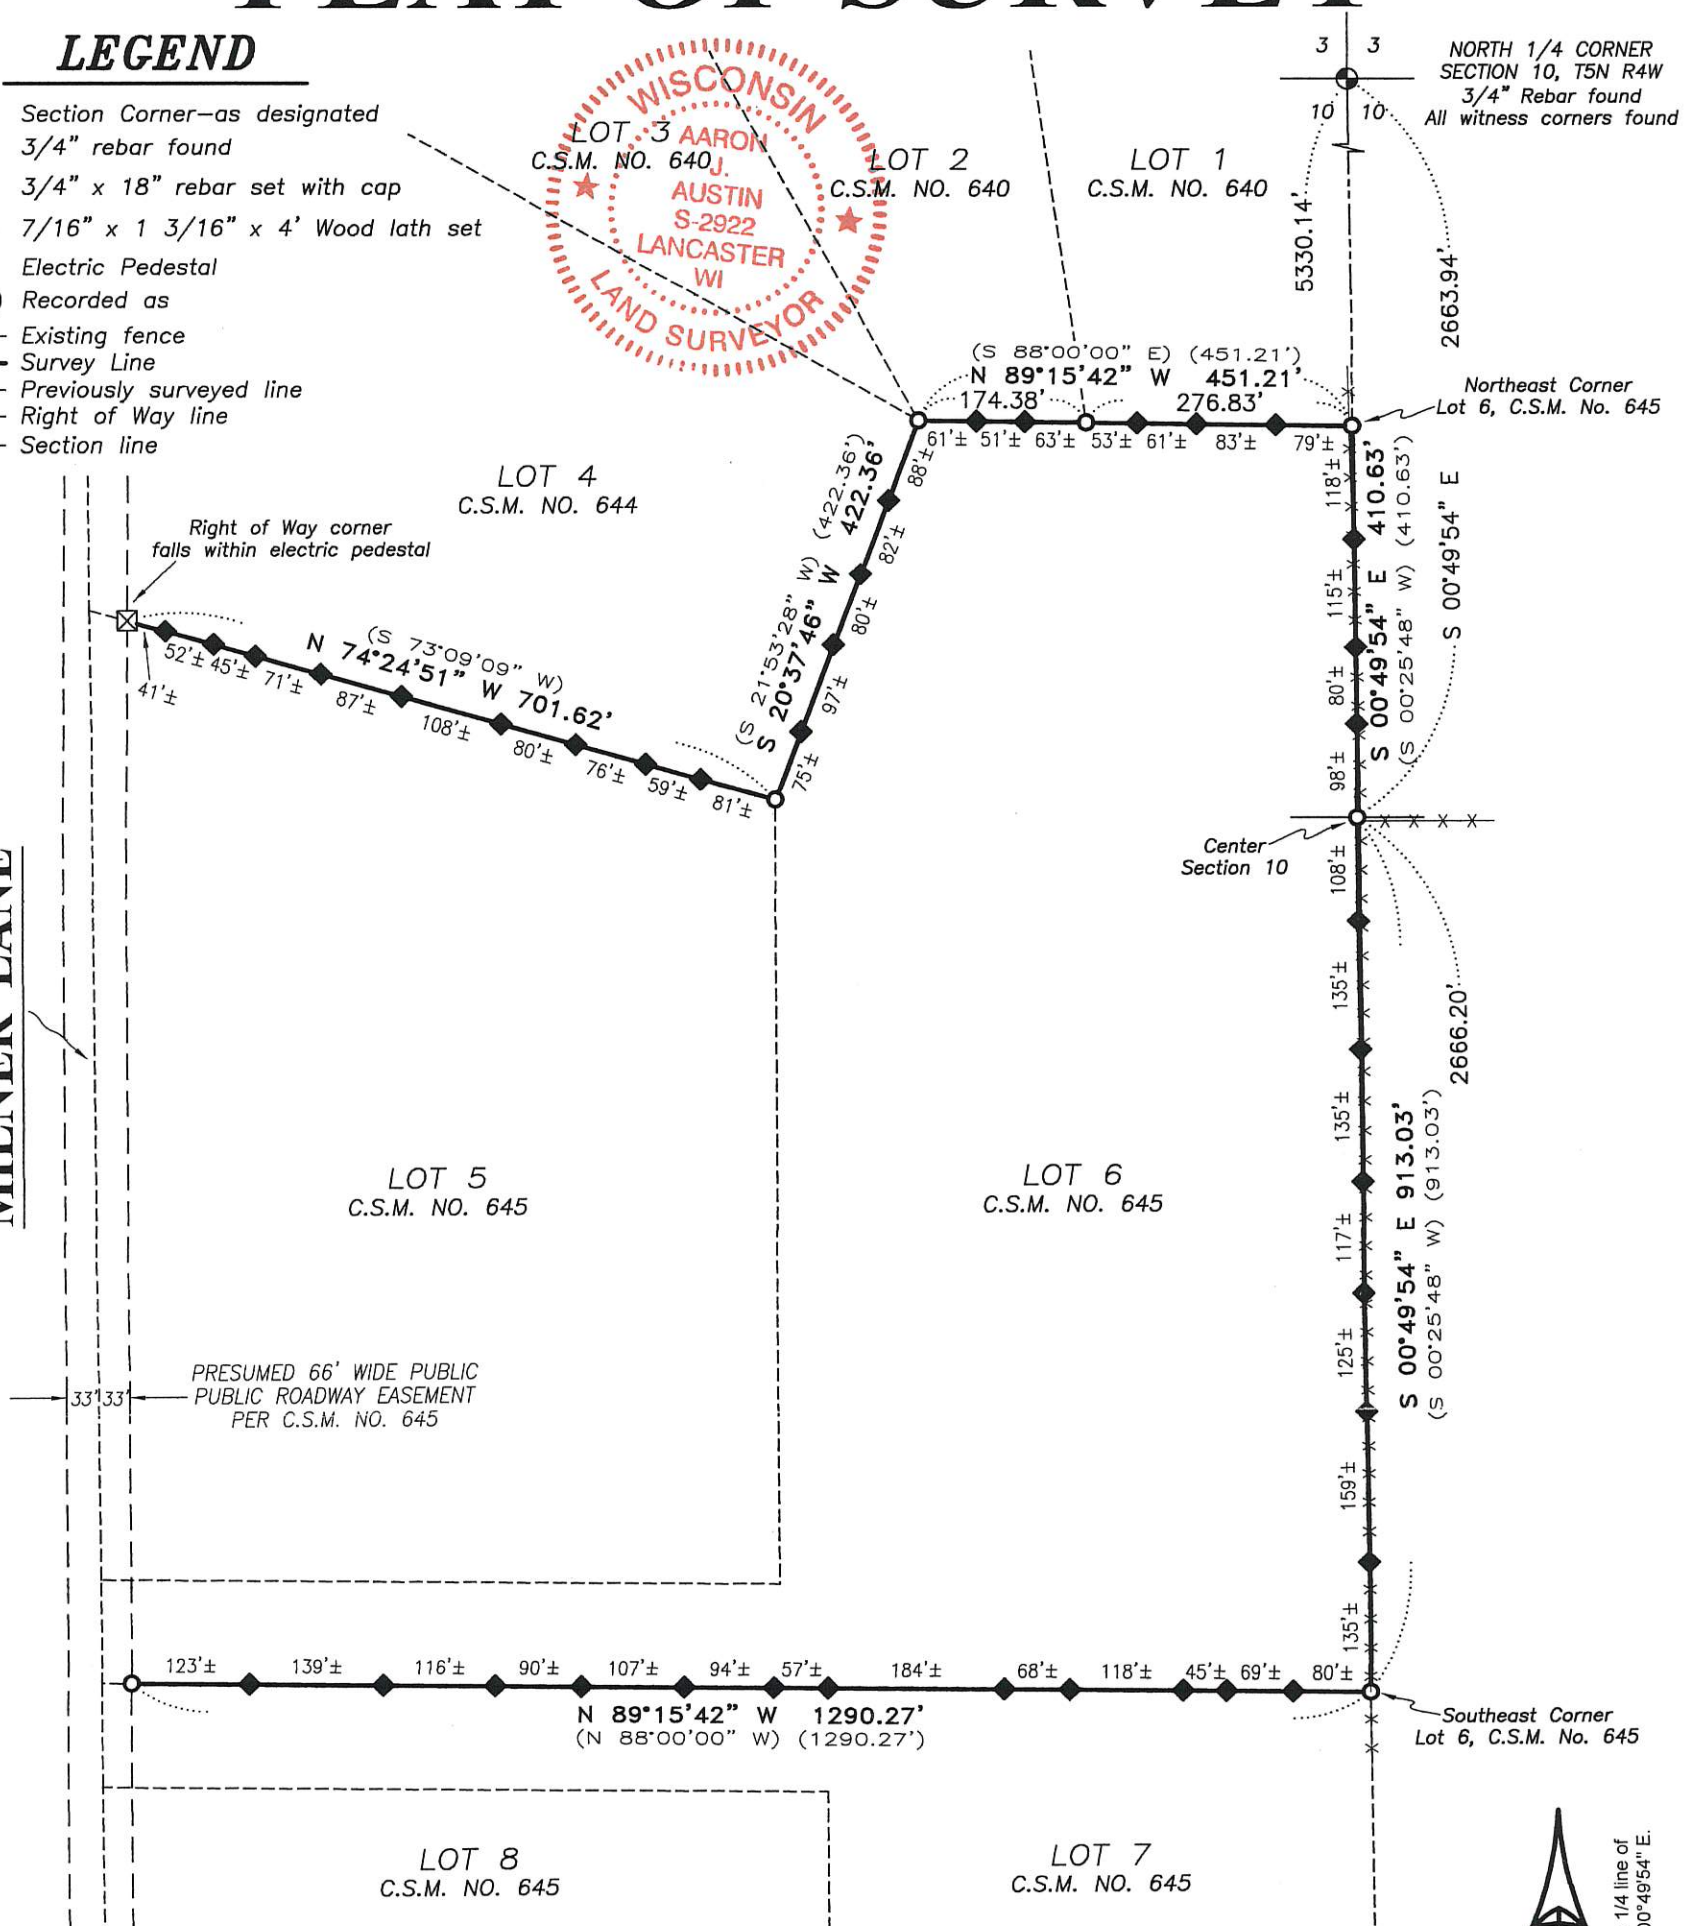 PLAT OF SURVEY
LEGEND
Section Corner—as designated
3/4" rebar found
3/4" x 18" rebar set with cap
7/16" x 1 3/16" x 4' Wood lath set
Electric Pedestal
) Recorded as
Existing fence
Survey Line
Previously surveyed line
Right of Way line
Section line
WISCONSIN
AARON
J.
AUSTIN
S-2922
LANCASTER
WI
LAND SURVEYOR
LOT 3
C.S.M. NO. 640
LOT 2
C.S.M. NO. 640
LOT 1
C.S.M. NO. 640
3 3
10 10
NORTH 1/4 CORNER
SECTION 10, T5N R4W
3/4" Rebar found
All witness corners found
5330.14'
2663.94'
(S 88°00'00" E) (451.21')
N 89°15'42" W 451.21'
174.38' 276.83'
61'± 51'± 63'± 53'± 61'± 83'± 79'±
Northeast Corner
Lot 6, C.S.M. No. 645
LOT 4
C.S.M. NO. 644
(S 21°53'28" W) (422.36')
S 20°37'46" W 422.36'
88'±
82'±
80'±
97'±
75'±
118'±
115'±
80'±
98'±
S 00°49'54" E 410.63'
(S 00°25'48" W) (410.63')
S 00°49'54" E
Right of Way corner
falls within electric pedestal
(S 73°09'09" W)
N 74°24'51" W 701.62'
41'± 52'± 45'± 71'± 87'± 108'± 80'± 76'± 59'± 81'±
Center
Section 10
108'±
135'±
135'±
117'±
125'±
159'±
135'±
2666.20'
S 00°49'54" E 913.03'
(S 00°25'48" W) (913.03')
MILNER LANE
LOT 5
C.S.M. NO. 645
LOT 6
C.S.M. NO. 645
33' 33'
PRESUMED 66' WIDE PUBLIC
PUBLIC ROADWAY EASEMENT
PER C.S.M. NO. 645
123'± 139'± 116'± 90'± 107'± 94'± 57'± 184'± 68'± 118'± 45'± 69'± 80'±
N 89°15'42" W 1290.27'
(N 88°00'00" W) (1290.27')
Southeast Corner
Lot 6, C.S.M. No. 645
LOT 8
C.S.M. NO. 645
LOT 7
C.S.M. NO. 645
1/4 line of
00°49'54" E.